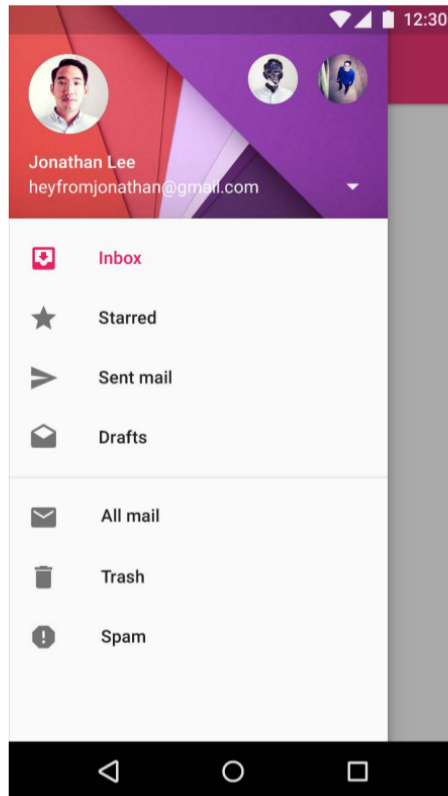 12:30
Jonathan Lee
heyfromjonathan@gmail.com
Inbox
Starred
Sent mail
Drafts
All mail
Trash
Spam